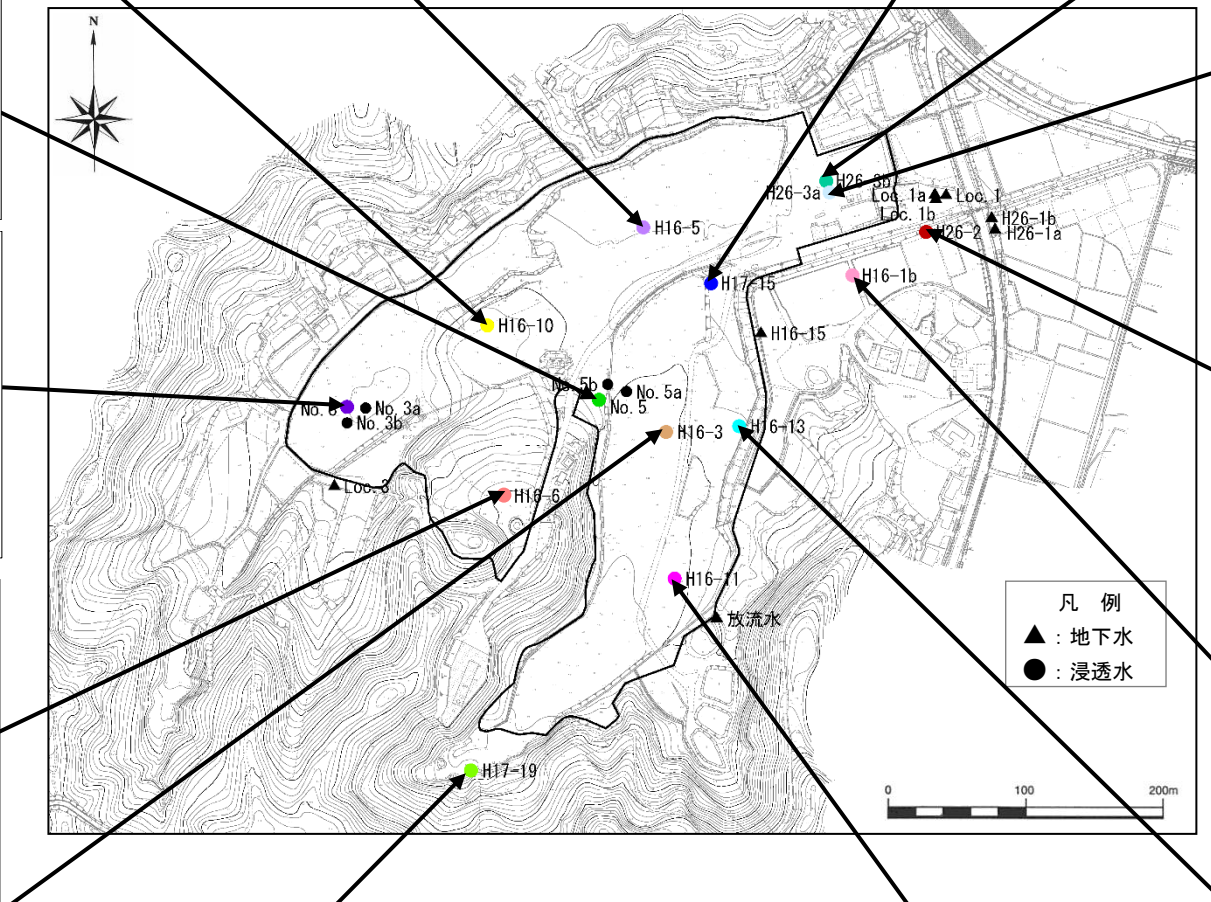 N
H26-3b
H26-3a
Loc. 1a
Loc. 1
Loc. 1b
H26-1b
H26-1a
H26-2
H16-5
H16-1b
H17-15
H16-10
H16-15
No. 5b
No. 5a
No. 5
No. 3
No. 3a
No. 3b
H16-3
H16-13
Loc. 3
H16-6
H16-11
放流水
凡 例
▲ : 地下水
● : 浸透水
H17-19
0 100 200m